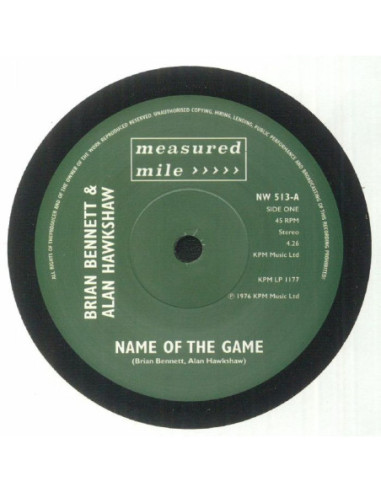 ALL RIGHTS OF THE PRODUCER AND OF THE OWNER OF THE WORK REPRODUCED RESERVED. UNAUTHORISED COPYING, HIRING, LENDING, PUBLIC PERFORMANCE AND BROADCASTING OF THIS RECORDING PROHIBITED.
measured
mile >>>>>
BRIAN BENNETT &
ALAN HAWKSHAW
NW 513-A
SIDE ONE
45 RPM
Stereo
4.26
KPM Music Ltd
KPM LP 1177
℗ 1976 KPM Music Ltd
NAME OF THE GAME
(Brian Bennett, Alan Hawkshaw)